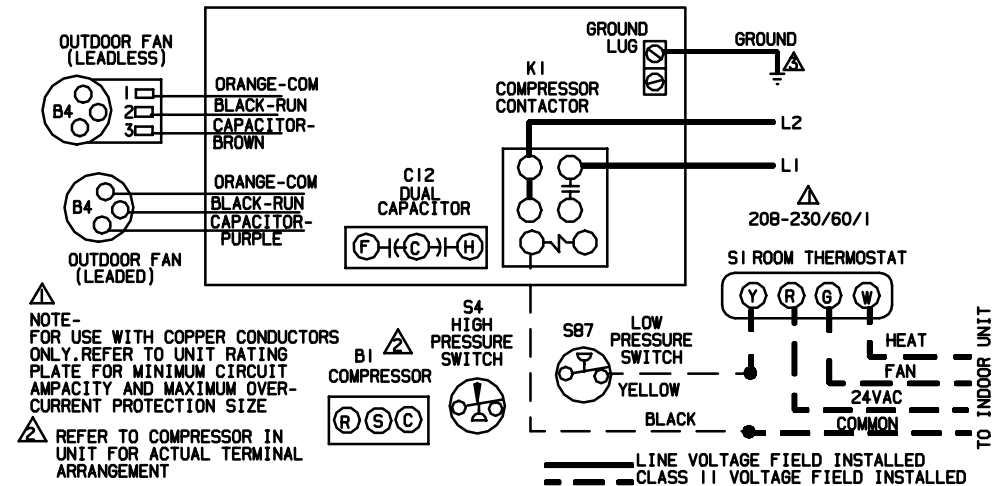 OUTDOOR FAN
(LEADLESS)
B4
1
2
3
ORANGE-COM
BLACK-RUN
CAPACITOR-
BROWN
GROUND
LUG
GROUND
3
K1
COMPRESSOR
CONTACTOR
L2
L1
1
208-230/60/1
B4
ORANGE-COM
BLACK-RUN
CAPACITOR-
PURPLE
OUTDOOR FAN
(LEADED)
C12
DUAL
CAPACITOR
F C H
S1 ROOM THERMOSTAT
Y R G W
HEAT
FAN
24VAC
COMMON
TO INDOOR UNIT
1
NOTE-
FOR USE WITH COPPER CONDUCTORS
ONLY.REFER TO UNIT RATING
PLATE FOR MINIMUM CIRCUIT
AMPACITY AND MAXIMUM OVER-
CURRENT PROTECTION SIZE
2
REFER TO COMPRESSOR IN
UNIT FOR ACTUAL TERMINAL
ARRANGEMENT
B1
2
COMPRESSOR
R S C
S4
HIGH
PRESSURE
SWITCH
S87
LOW
PRESSURE
SWITCH
YELLOW
BLACK
LINE VOLTAGE FIELD INSTALLED
CLASS II VOLTAGE FIELD INSTALLED